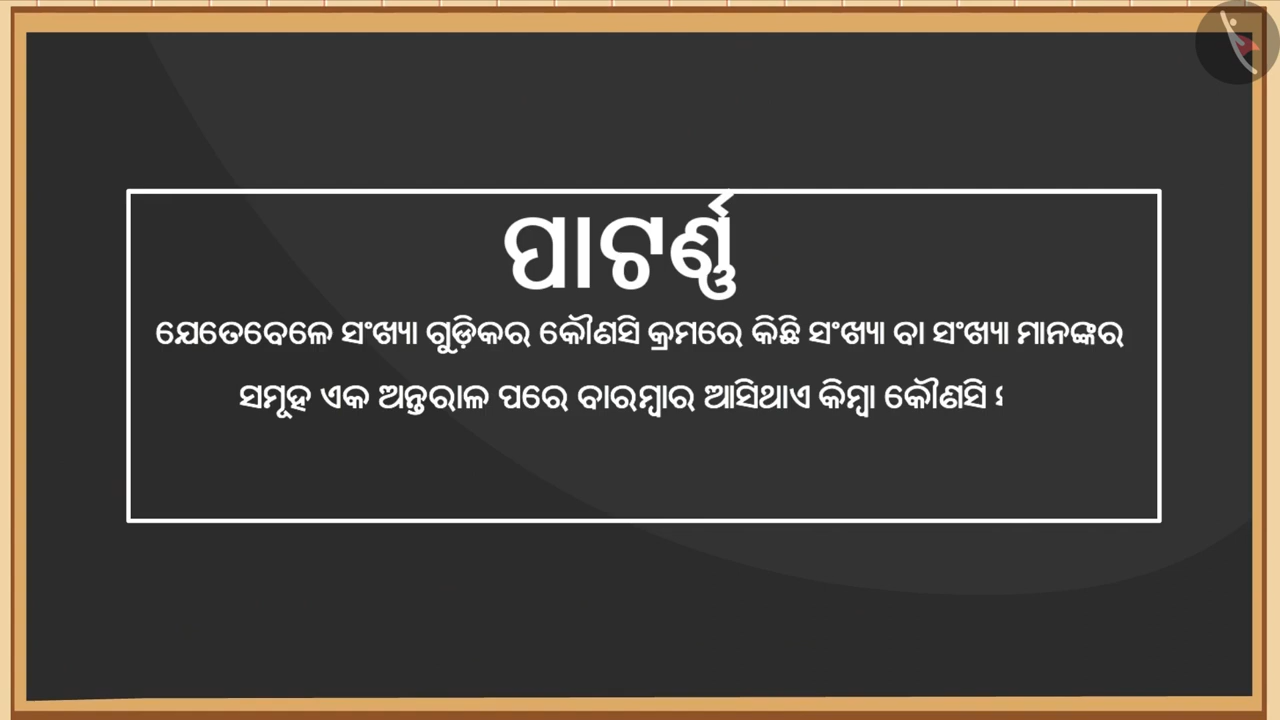 ପାଟର୍ଣ୍ଣ
ଯେତେବେଳେ ସଂଖ୍ୟା ଗୁଡ଼ିକର କୌଣସି କ୍ରମରେ କିଛି ସଂଖ୍ୟା ବା ସଂଖ୍ୟା ମାନଙ୍କର
ସମୂହ ଏକ ଅନ୍ତରାଳ ପରେ ବାରମ୍ବାର ଆସିଥାଏ କିମ୍ବା କୌଣସି